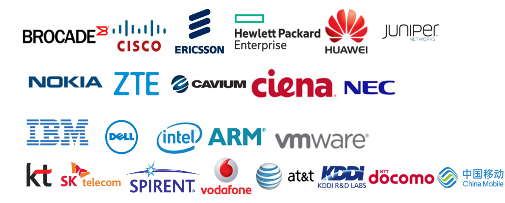 BROCADE CISCO ERICSSON Hewlett Packard Enterprise HUAWEI JUNIPER NETWORKS
NOKIA ZTE CAVIUM ciena NEC
IBM DELL intel ARM vmware
kt SK telecom SPIRENT vodafone at&t KDDI KDDI R&D LABS NTT docomo 中国移动 China Mobile